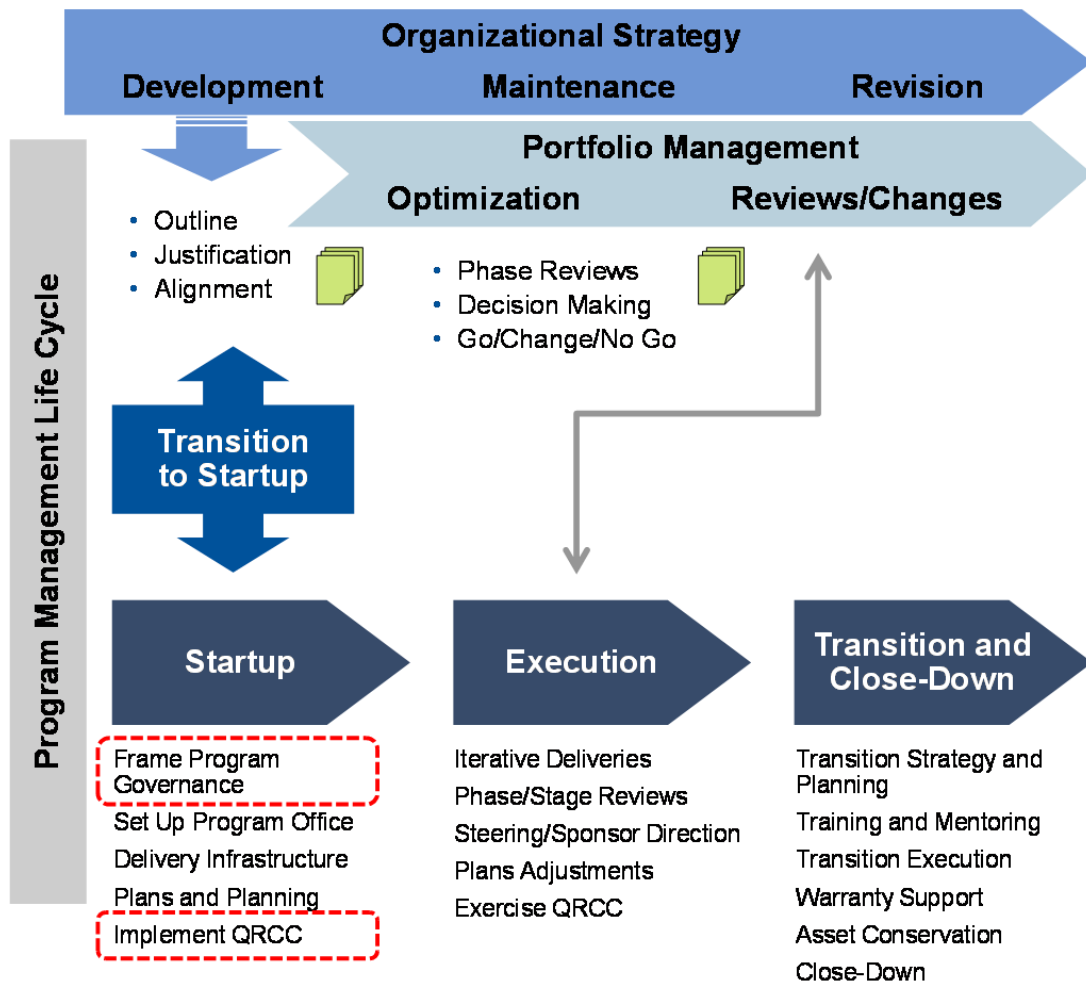 Organizational Strategy
Development Maintenance Revision
Portfolio Management
Optimization Reviews/Changes
Program Management Life Cycle
• Outline
• Justification
• Alignment
• Phase Reviews
• Decision Making
• Go/Change/No Go
Transition
to Startup
Startup
Execution
Transition and
Close-Down
Frame Program
Governance
Set Up Program Office
Delivery Infrastructure
Plans and Planning
Implement QRCC
Iterative Deliveries
Phase/Stage Reviews
Steering/Sponsor Direction
Plans Adjustments
Exercise QRCC
Transition Strategy and
Planning
Training and Mentoring
Transition Execution
Warranty Support
Asset Conservation
Close-Down